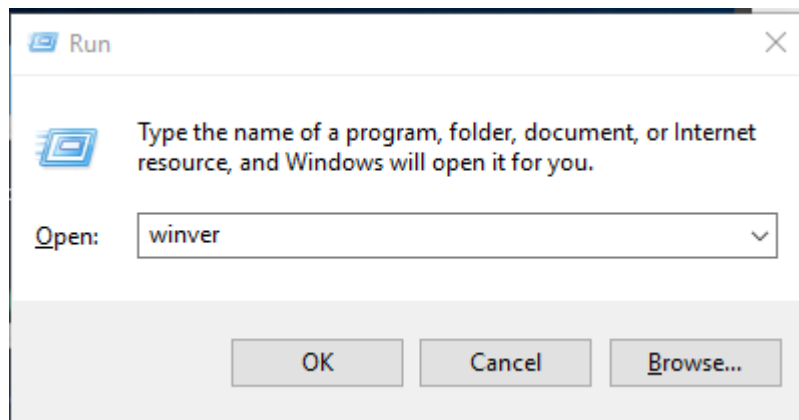 Run
Type the name of a program, folder, document, or Internet
resource, and Windows will open it for you.
Open: winver
OK Cancel Browse...